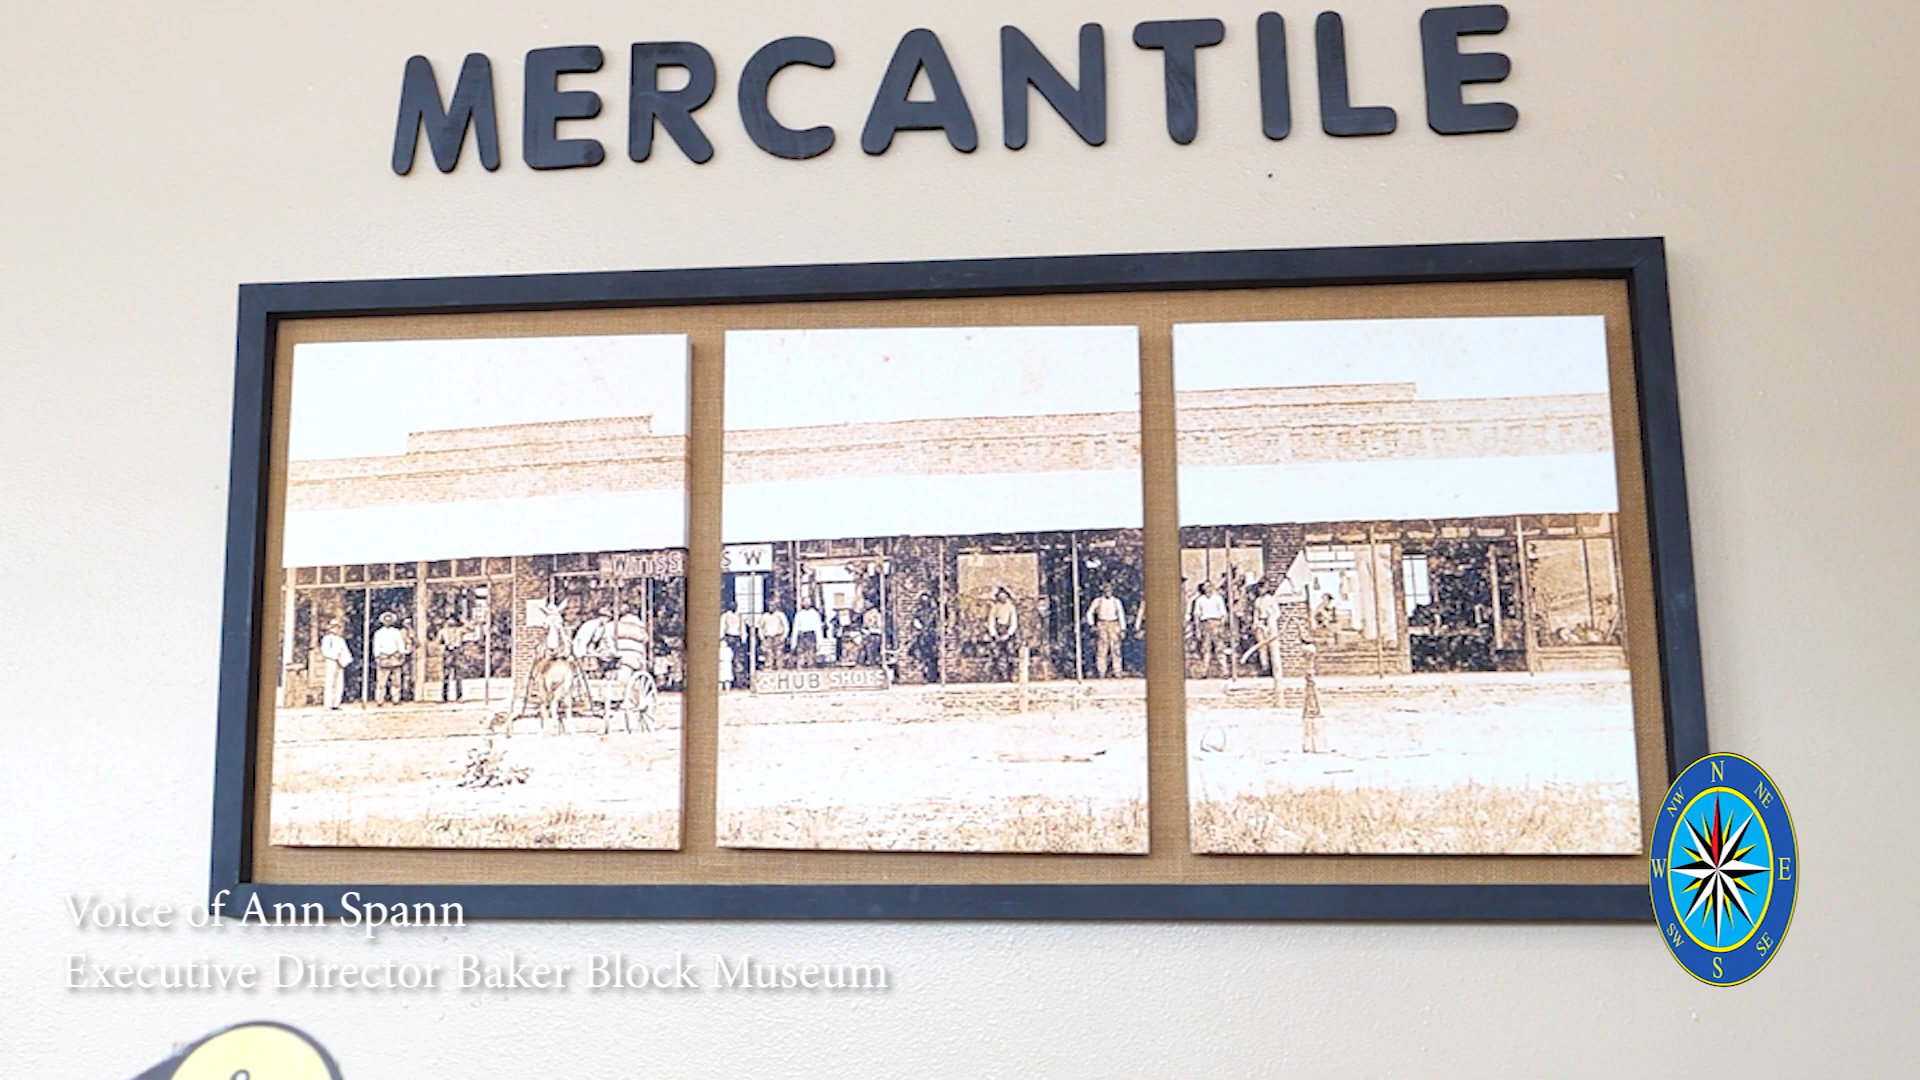 MERCANTILE
W
HUB SHOES
N
NW NE
W E
SW SE
S
Voice of Ann Spann
Executive Director Baker Block Museum